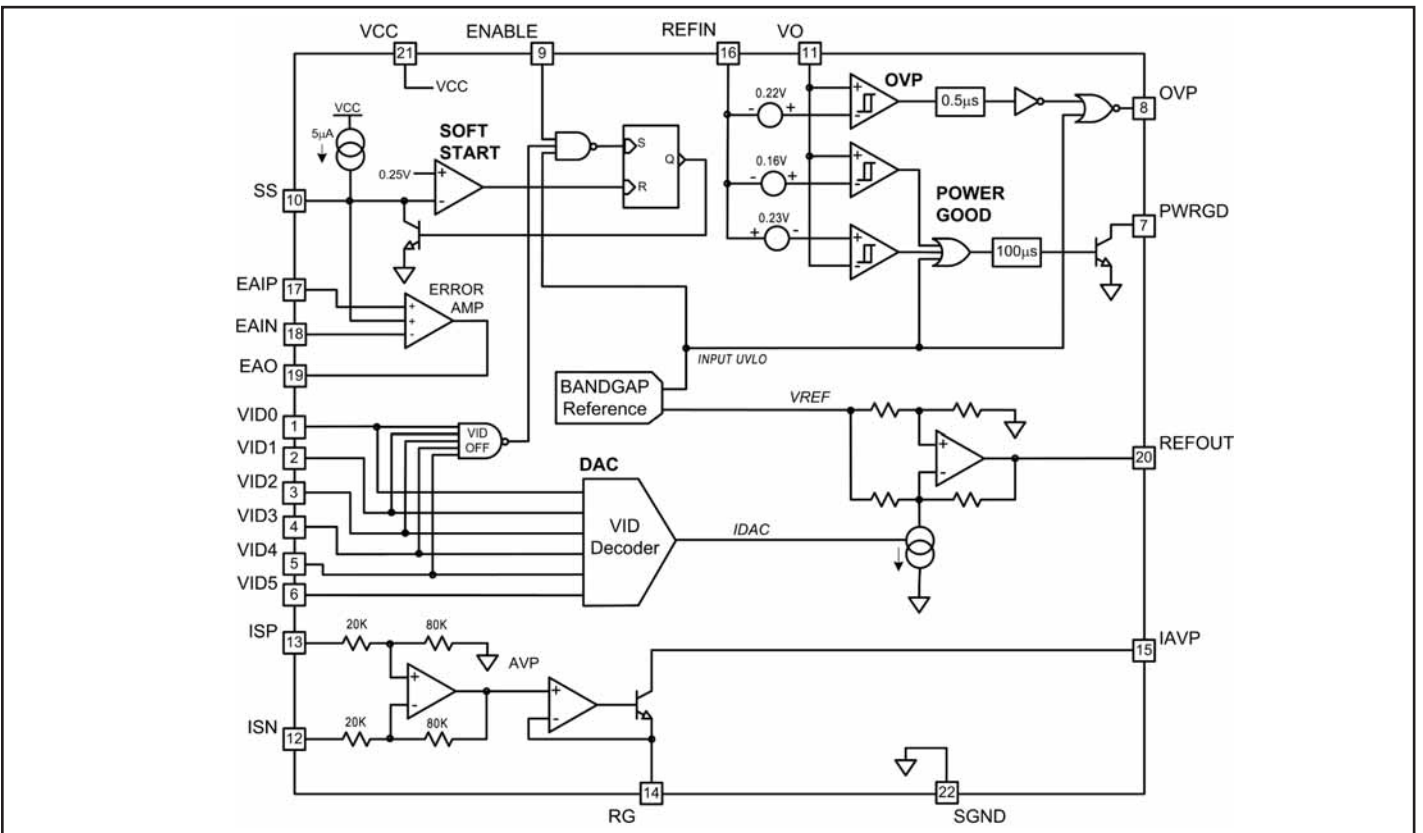 VCC ENABLE REFIN VO
21 9 16 11
VCC
OVP
0.22V
- +
+
-
0.5µs
OVP
8
VCC
5µA
SOFT
START
S
Q
R
0.25V
+
-
SS
10
0.16V
- +
+
-
POWER
GOOD
PWRGD
7
0.23V
+ -
+
-
100µs
EAIP
17
ERROR
AMP
+
+
-
EAIN
18
EAO
19
INPUT UVLO
BANDGAP
Reference
VREF
VID0
1
VID
OFF
VID1
2
+
-
REFOUT
20
DAC
VID2
3
VID3
4
VID
Decoder
IDAC
VID4
5
VID5
6
ISP
13
20K 80K
IAVP
15
AVP
+
-
+
-
ISN
12
20K 80K
14
RG
22
SGND